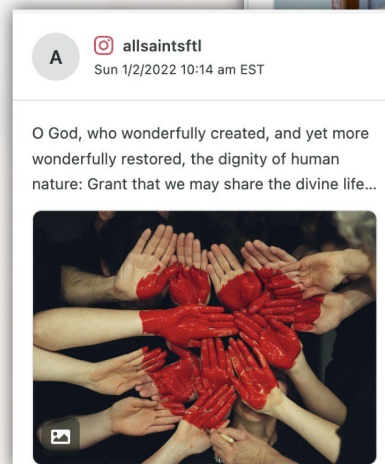 A
allsaintsftl
Sun 1/2/2022 10:14 am EST
O God, who wonderfully created, and yet more
wonderfully restored, the dignity of human
nature: Grant that we may share the divine life...